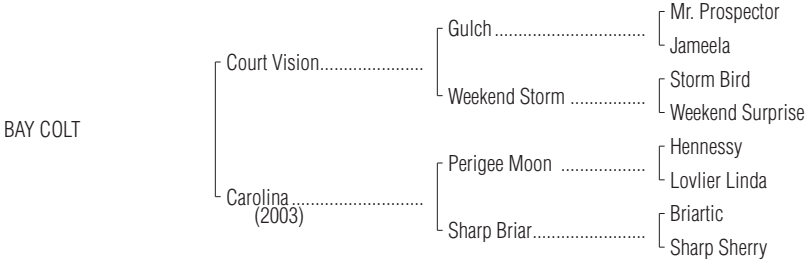 Mr. Prospector
Gulch ................................
Jameela
Court Vision......................
Storm Bird
Weekend Storm ................
Weekend Surprise
BAY COLT
Hennessy
Perigee Moon ..................
Lovlier Linda
Carolina ............................
(2003)
Briartic
Sharp Briar........................
Sharp Sherry